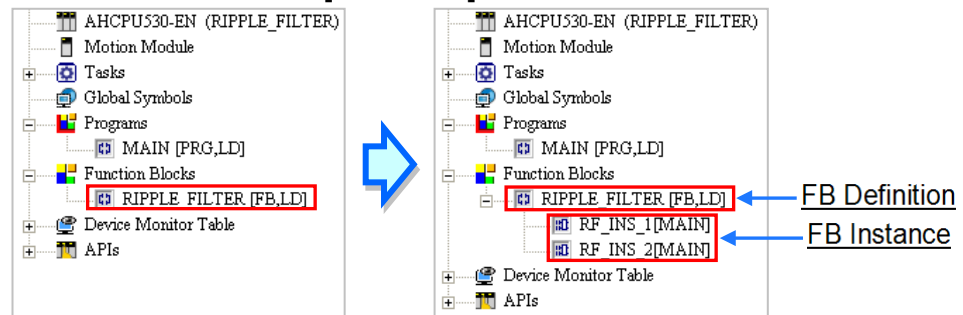 AHCPU530-EN (RIPPLE_FILTER)
Motion Module
Tasks
Global Symbols
Programs
MAIN [PRG,LD]
Function Blocks
RIPPLE_FILTER [FB,LD]
Device Monitor Table
APIs
AHCPU530-EN (RIPPLE_FILTER)
Motion Module
Tasks
Global Symbols
Programs
MAIN [PRG,LD]
Function Blocks
RIPPLE_FILTER [FB,LD]
RF_INS_1[MAIN]
RF_INS_2[MAIN]
Device Monitor Table
APIs
FB Definition
FB Instance